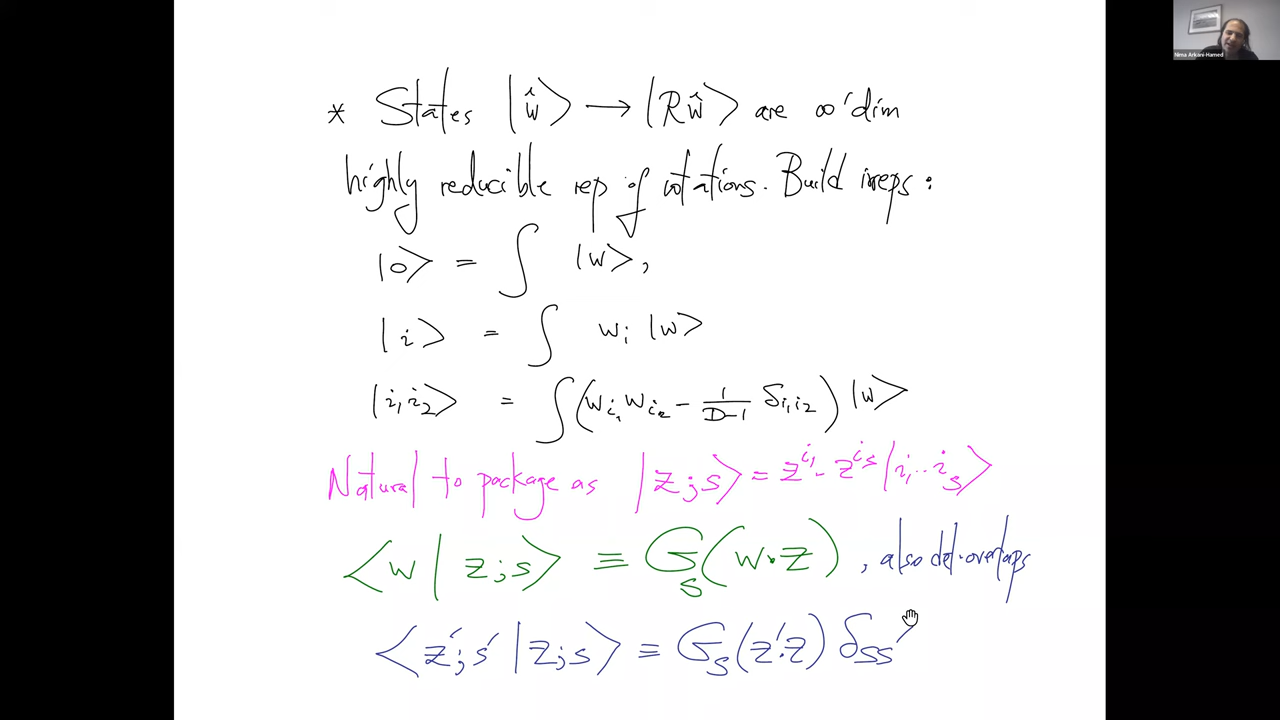 * States |ŵ⟩ → |Rŵ⟩ are ∞'dim
highly reducible rep of rotations. Build irreps:
|0⟩ = ∫ |w⟩,
|i⟩ = ∫ w_i |w⟩
|i_1 i_2⟩ = ∫ (w_{i_1} w_{i_2} - 1/(D-1) δ_{i_1 i_2}) |w⟩
Natural to package as |z;s⟩ = z^{i_1} - z^{i_s} |i_1 .. i_s⟩
⟨w | z;s⟩ ≡ G_s(w·z), also det. overlaps
⟨z';s' | z;s⟩ ≡ G_s(z'·z) δ_{ss'}
Nima Arkani-Hamed